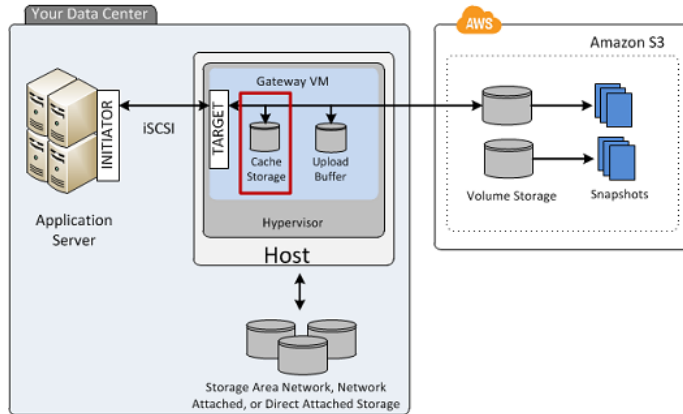 Your Data Center
AWS
Amazon S3
Gateway VM
INITIATOR
iSCSI
TARGET
Cache
Storage
Upload
Buffer
Volume Storage
Snapshots
Application
Server
Hypervisor
Host
Storage Area Network, Network
Attached, or Direct Attached Storage